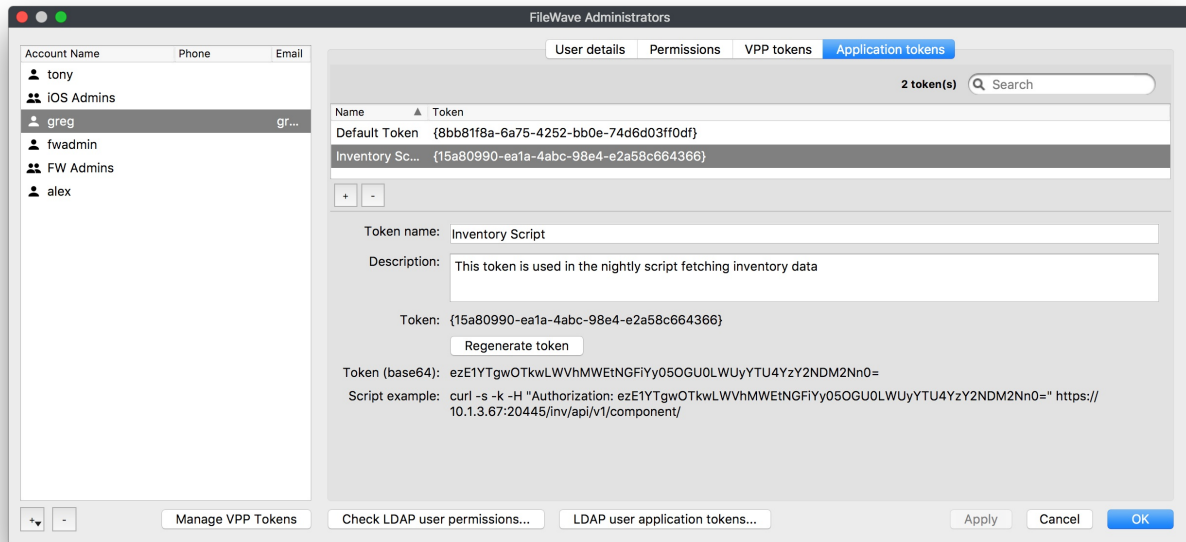 FileWave Administrators
Account Name Phone Email
tony
iOS Admins
greg gr...
fwadmin
FW Admins
alex
User details Permissions VPP tokens Application tokens
2 token(s) Search
Name Token
Default Token {8bb81f8a-6a75-4252-bb0e-74d6d03ff0df}
Inventory Sc... {15a80990-ea1a-4abc-98e4-e2a58c664366}
+ -
Token name: Inventory Script
Description: This token is used in the nightly script fetching inventory data
Token: {15a80990-ea1a-4abc-98e4-e2a58c664366}
Regenerate token
Token (base64): ezE1YTgwOTkwLWVhMWEtNGFiYy05OGU0LWUyYTU4YzY2NDM2Nn0=
Script example: curl -s -k -H "Authorization: ezE1YTgwOTkwLWVhMWEtNGFiYy05OGU0LWUyYTU4YzY2NDM2Nn0=" https://
10.1.3.67:20445/inv/api/v1/component/
+ - Manage VPP Tokens Check LDAP user permissions... LDAP user application tokens... Apply Cancel OK